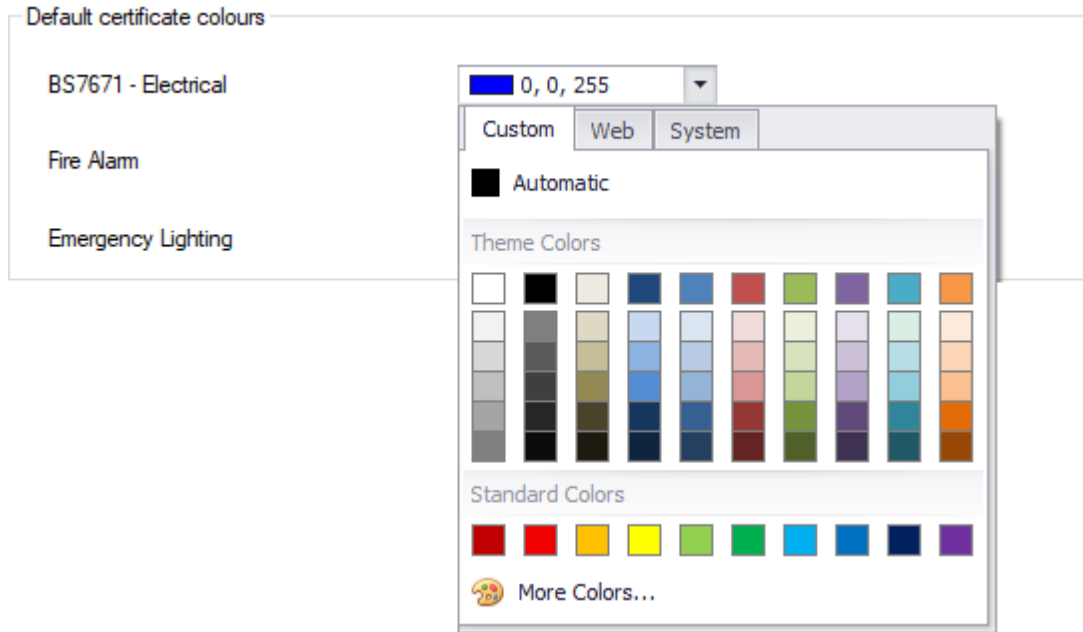 Default certificate colours
BS7671 - Electrical
0, 0, 255
Custom Web System
Fire Alarm
Automatic
Emergency Lighting
Theme Colors
Standard Colors
More Colors...